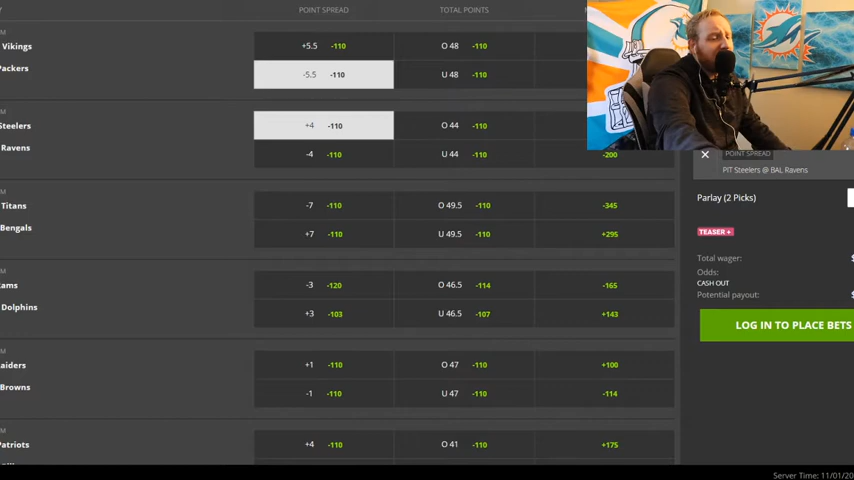 POINT SPREAD TOTAL POINTS
Vikings +5.5 -110 O 48 -110
Packers -5.5 -110 U 48 -110
Steelers +4 -110 O 44 -110
Ravens -4 -110 U 44 -110 -200
Titans -7 -110 O 49.5 -110 -345
Bengals +7 -110 U 49.5 -110 +295
ams -3 -120 O 46.5 -114 -165
Dolphins +3 -103 U 46.5 -107 +143
aiders +1 -110 O 47 -110 +100
Browns -1 -110 U 47 -110 -114
Patriots +4 -110 O 41 -110 +175
POINT SPREAD
PIT Steelers @ BAL Ravens
Parlay (2 Picks)
TEASER +
Total wager:
Odds:
CASH OUT
Potential payout:
LOG IN TO PLACE BETS
Server Time: 11/01/20